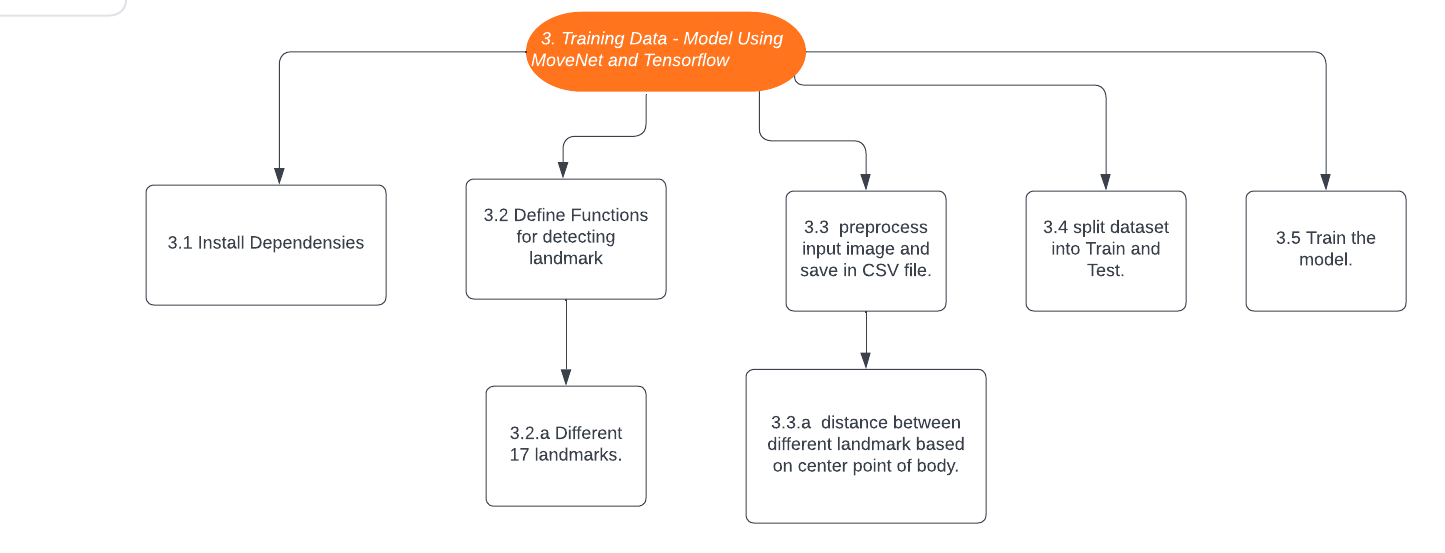 3. Training Data - Model Using
MoveNet and Tensorflow
3.1 Install Dependensies
3.2 Define Functions
for detecting
landmark
3.3 preprocess
input image and
save in CSV file.
3.4 split dataset
into Train and
Test.
3.5 Train the
model.
3.2.a Different
17 landmarks.
3.3.a distance between
different landmark based
on center point of body.